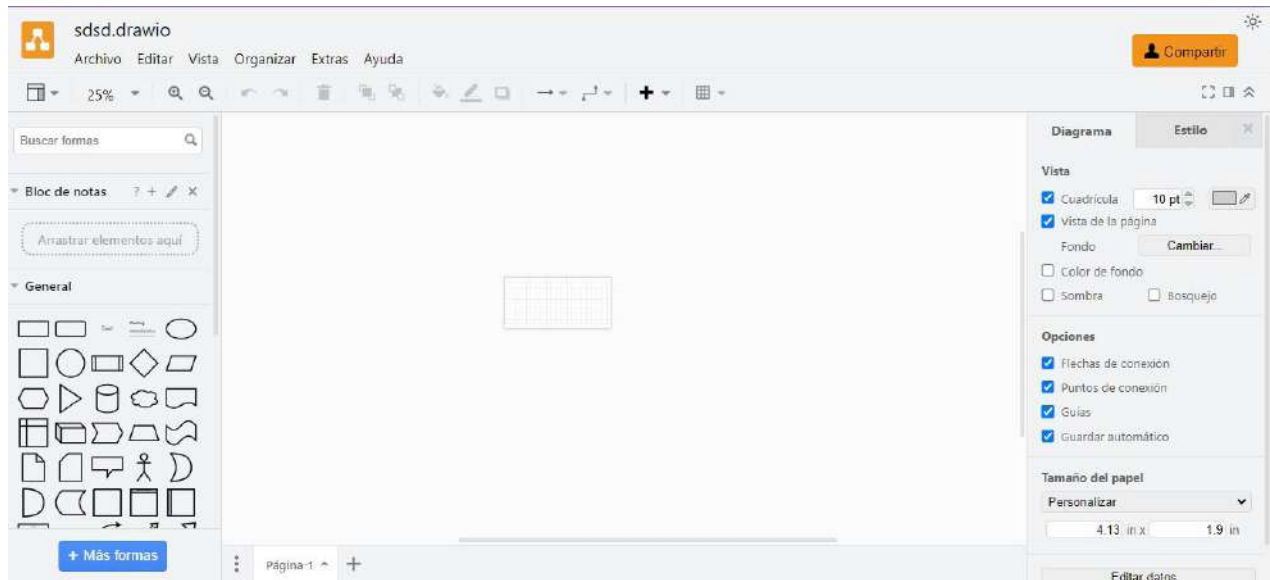 sdsd.drawio
Archivo Editar Vista Organizar Extras Ayuda
Compartir
25%
Buscar formas
Bloc de notas ? + ×
Arrastrar elementos aquí
General
+ Más formas
Página-1
Diagrama Estilo
Vista
Cuadrícula 10 pt
Vista de la página
Fondo Cambiar...
Color de fondo
Sombra Bosquejo
Opciones
Flechas de conexión
Puntos de conexión
Guías
Guardar automático
Tamaño del papel
Personalizar
4.13 in x 1.9 in
Editar datos